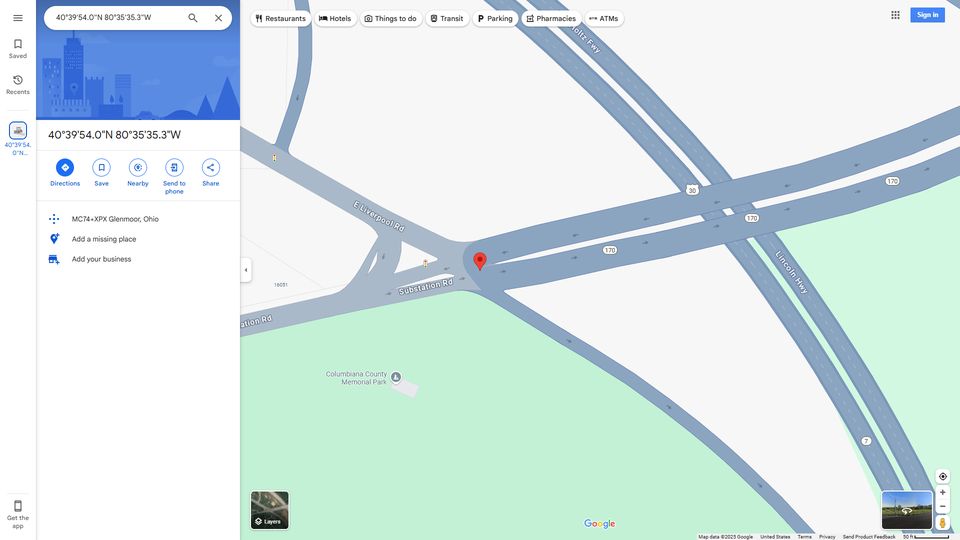 40°39'54.0"N 80°35'35.3"W
Restaurants
Hotels
Things to do
Transit
Parking
Pharmacies
ATMs
Sign in
Saved
Recents
40°39'54.
0"N...
40°39'54.0"N 80°35'35.3"W
Directions
Save
Nearby
Send to
phone
Share
MC74+XPX Glenmoor, Ohio
Add a missing place
Add your business
Get the
app
oltz Fwy
E Liverpool Rd
30
170
170
170
Lincoln Hwy
Substation Rd
ation Rd
16051
Columbiana County
Memorial Park
7
Layers
Google
Map data ©2025 Google
United States
Terms
Privacy
Send Product Feedback
50 ft